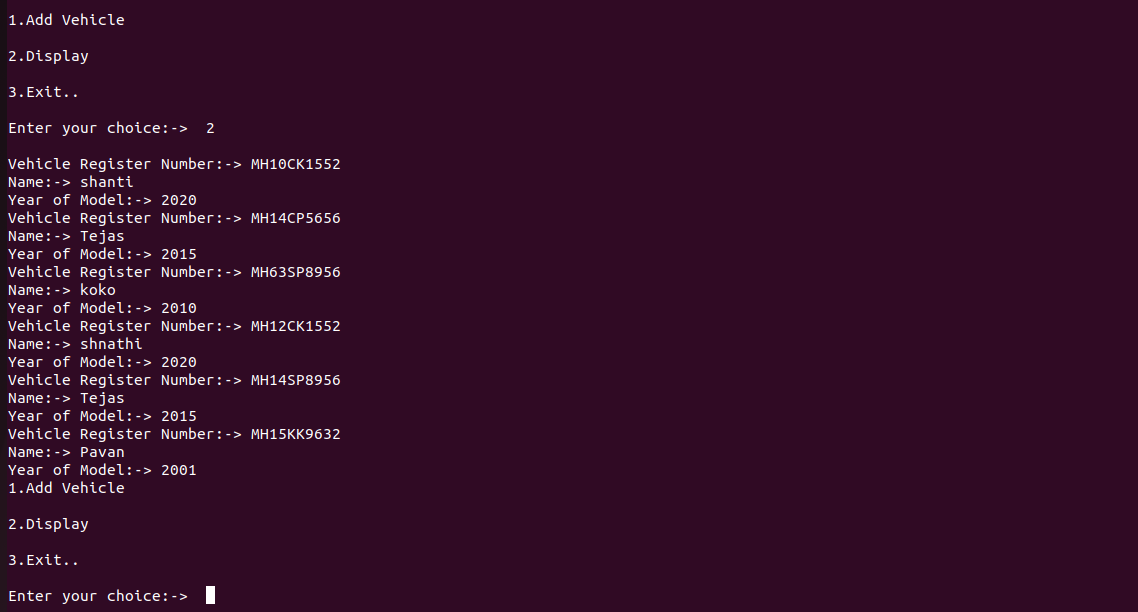 1.Add Vehicle
2.Display
3.Exit..
Enter your choice:->  2
Vehicle Register Number:-> MH10CK1552
Name:-> shanti
Year of Model:-> 2020
Vehicle Register Number:-> MH14CP5656
Name:-> Tejas
Year of Model:-> 2015
Vehicle Register Number:-> MH63SP8956
Name:-> koko
Year of Model:-> 2010
Vehicle Register Number:-> MH12CK1552
Name:-> shnathi
Year of Model:-> 2020
Vehicle Register Number:-> MH14SP8956
Name:-> Tejas
Year of Model:-> 2015
Vehicle Register Number:-> MH15KK9632
Name:-> Pavan
Year of Model:-> 2001
1.Add Vehicle
2.Display
3.Exit..
Enter your choice:->